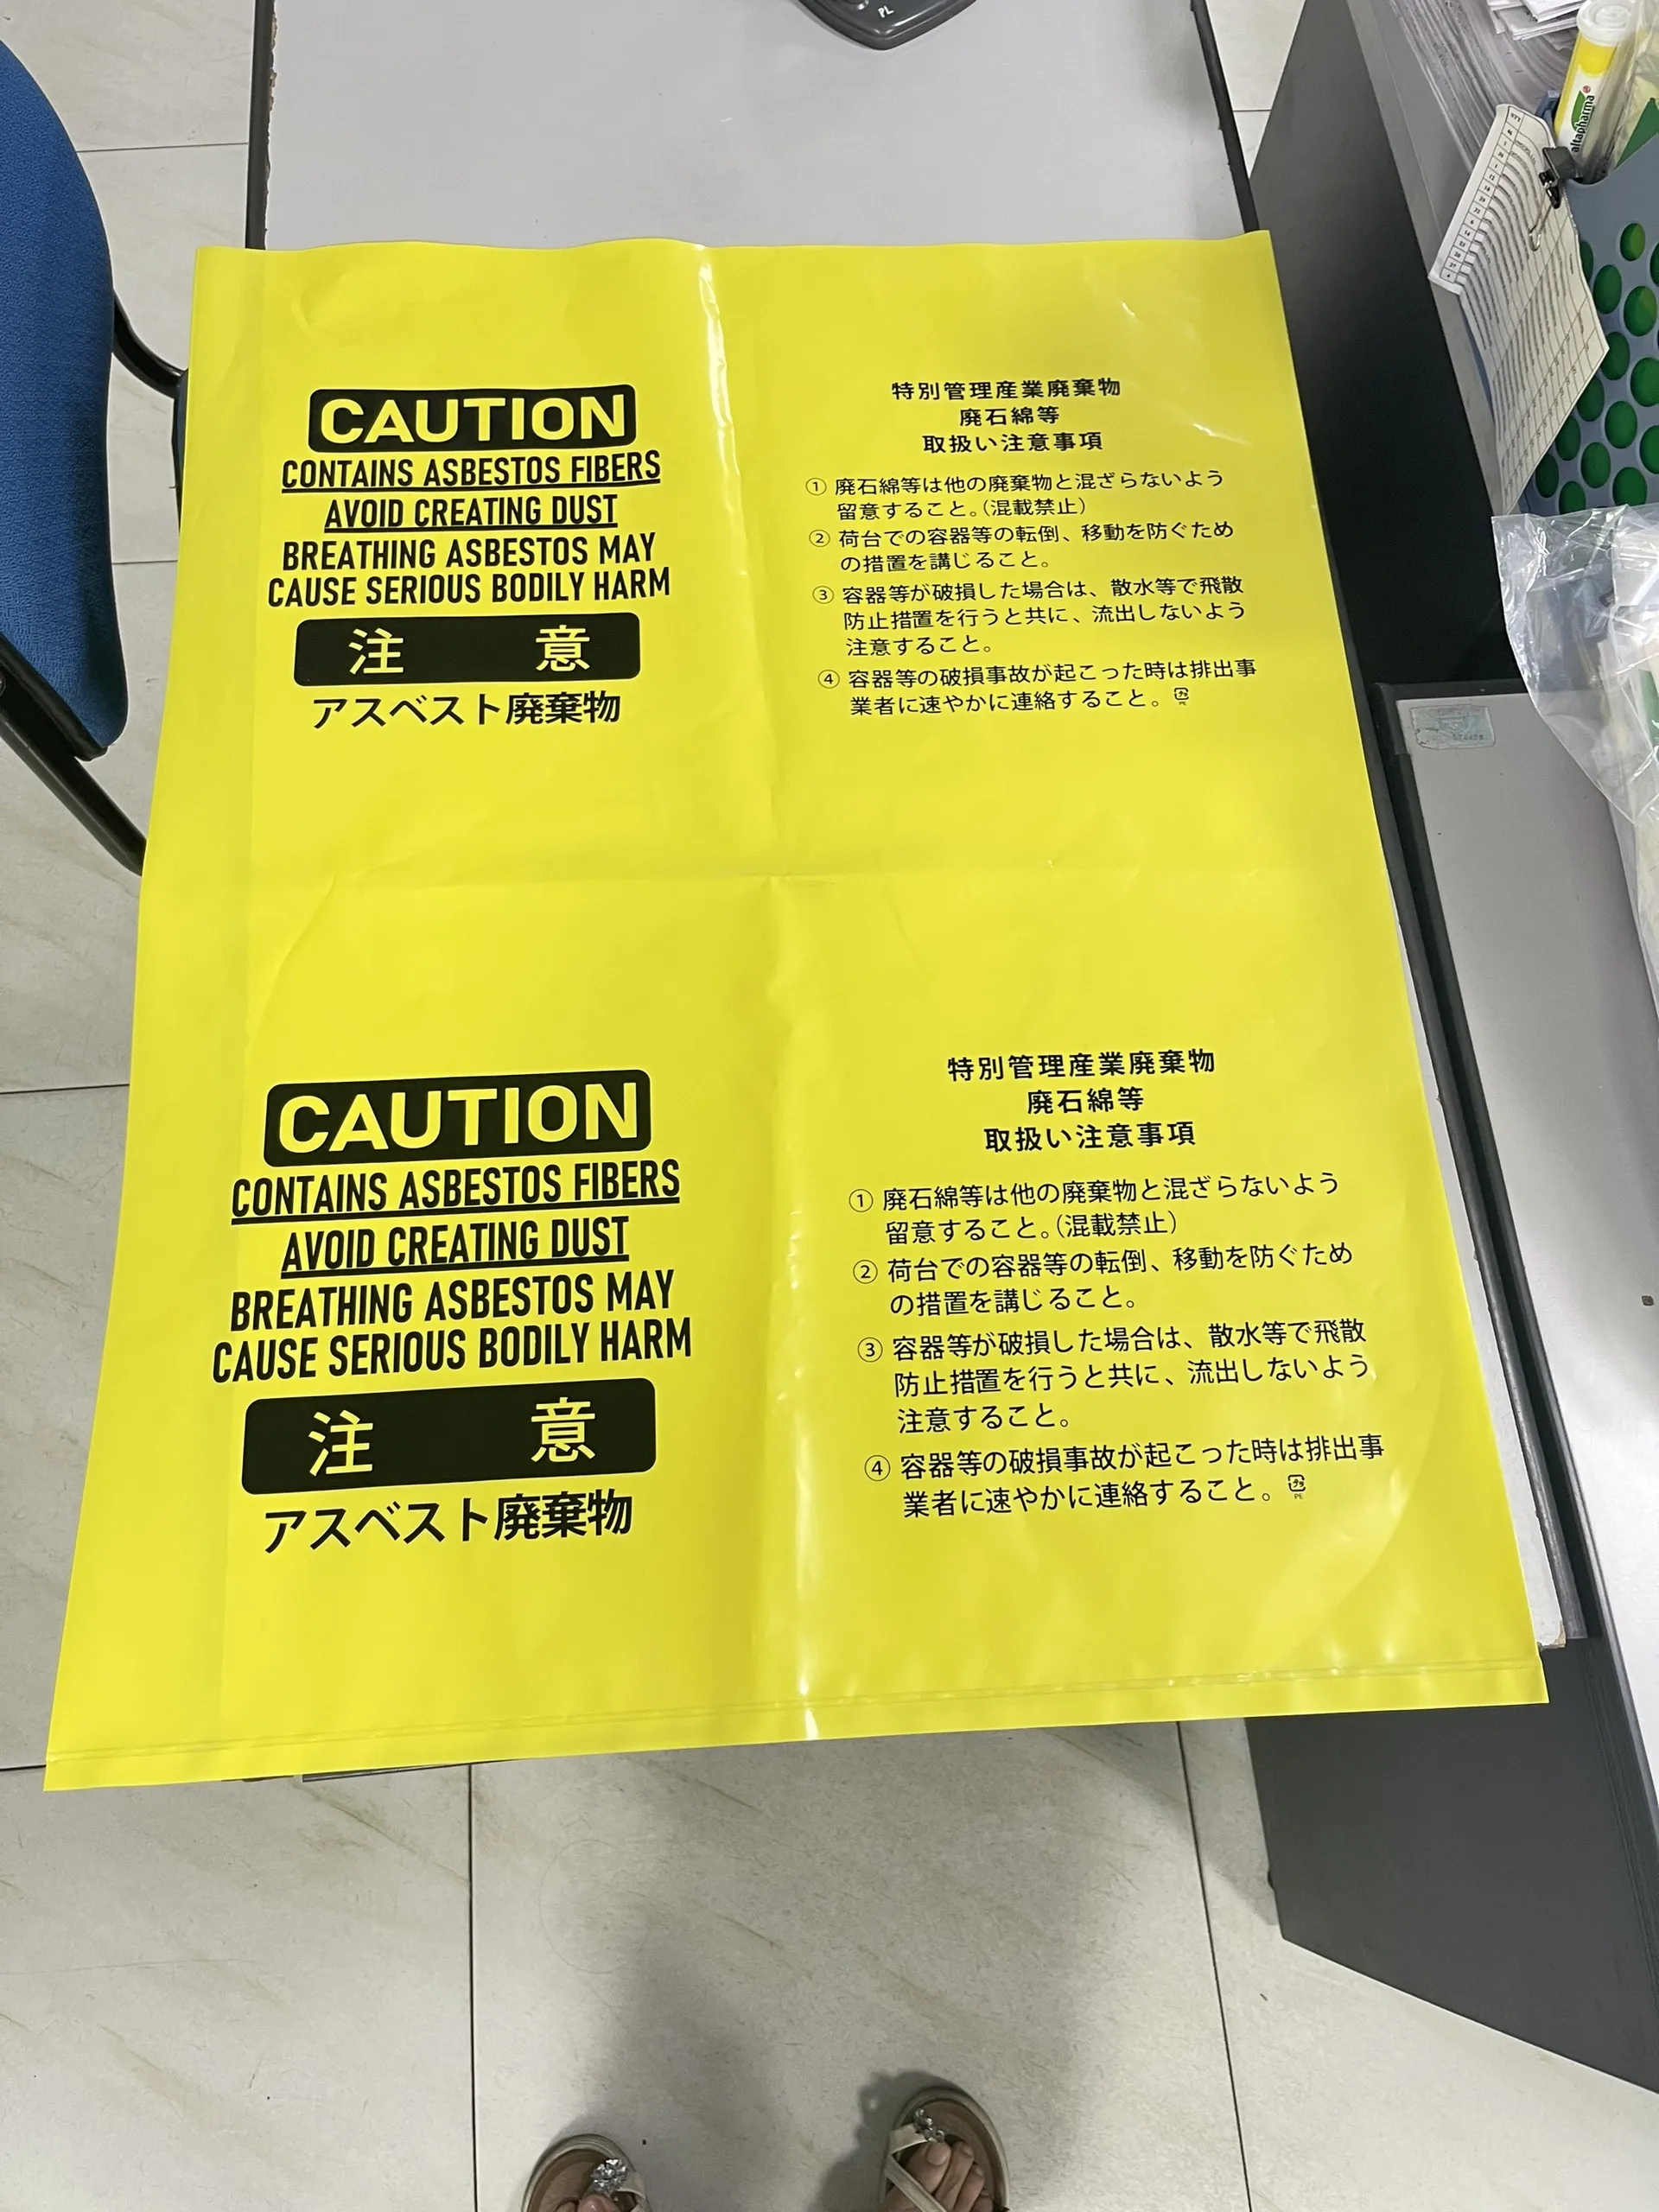 PL
altapharma
CAUTION
CONTAINS ASBESTOS FIBERS
AVOID CREATING DUST
BREATHING ASBESTOS MAY
CAUSE SERIOUS BODILY HARM
注 意
アスベスト廃棄物
特別管理産業廃棄物
廃石綿等
取扱い注意事項
① 廃石綿等は他の廃棄物と混ざらないよう
留意すること。(混載禁止)
② 荷台での容器等の転倒、移動を防ぐため
の措置を講じること。
③ 容器等が破損した場合は、散水等で飛散
防止措置を行うと共に、流出しないよう
注意すること。
④ 容器等の破損事故が起こった時は排出事
業者に速やかに連絡すること。 プラ
PE
CAUTION
CONTAINS ASBESTOS FIBERS
AVOID CREATING DUST
BREATHING ASBESTOS MAY
CAUSE SERIOUS BODILY HARM
注 意
アスベスト廃棄物
特別管理産業廃棄物
廃石綿等
取扱い注意事項
① 廃石綿等は他の廃棄物と混ざらないよう
留意すること。(混載禁止)
② 荷台での容器等の転倒、移動を防ぐため
の措置を講じること。
③ 容器等が破損した場合は、散水等で飛散
防止措置を行うと共に、流出しないよう
注意すること。
④ 容器等の破損事故が起こった時は排出事
業者に速やかに連絡すること。 プラ
PE